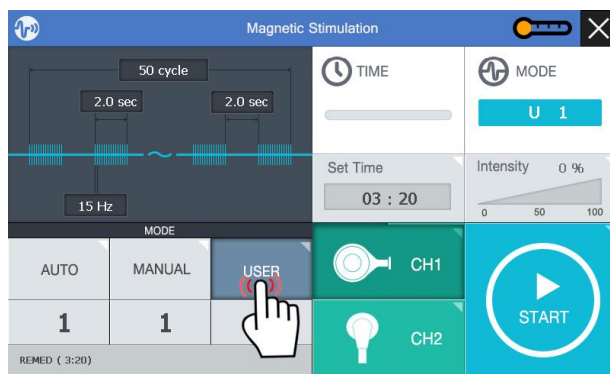 Magnetic Stimulation
50 cycle
2.0 sec
2.0 sec
15 Hz
TIME
MODE
U 1
Set Time
03 : 20
Intensity 0 %
0 50 100
MODE
AUTO
MANUAL
USER
1
1
CH1
CH2
START
REMED ( 3:20)